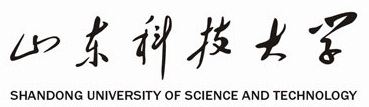 山东科技大学
SHANDONG UNIVERSITY OF SCIENCE AND TECHNOLOGY